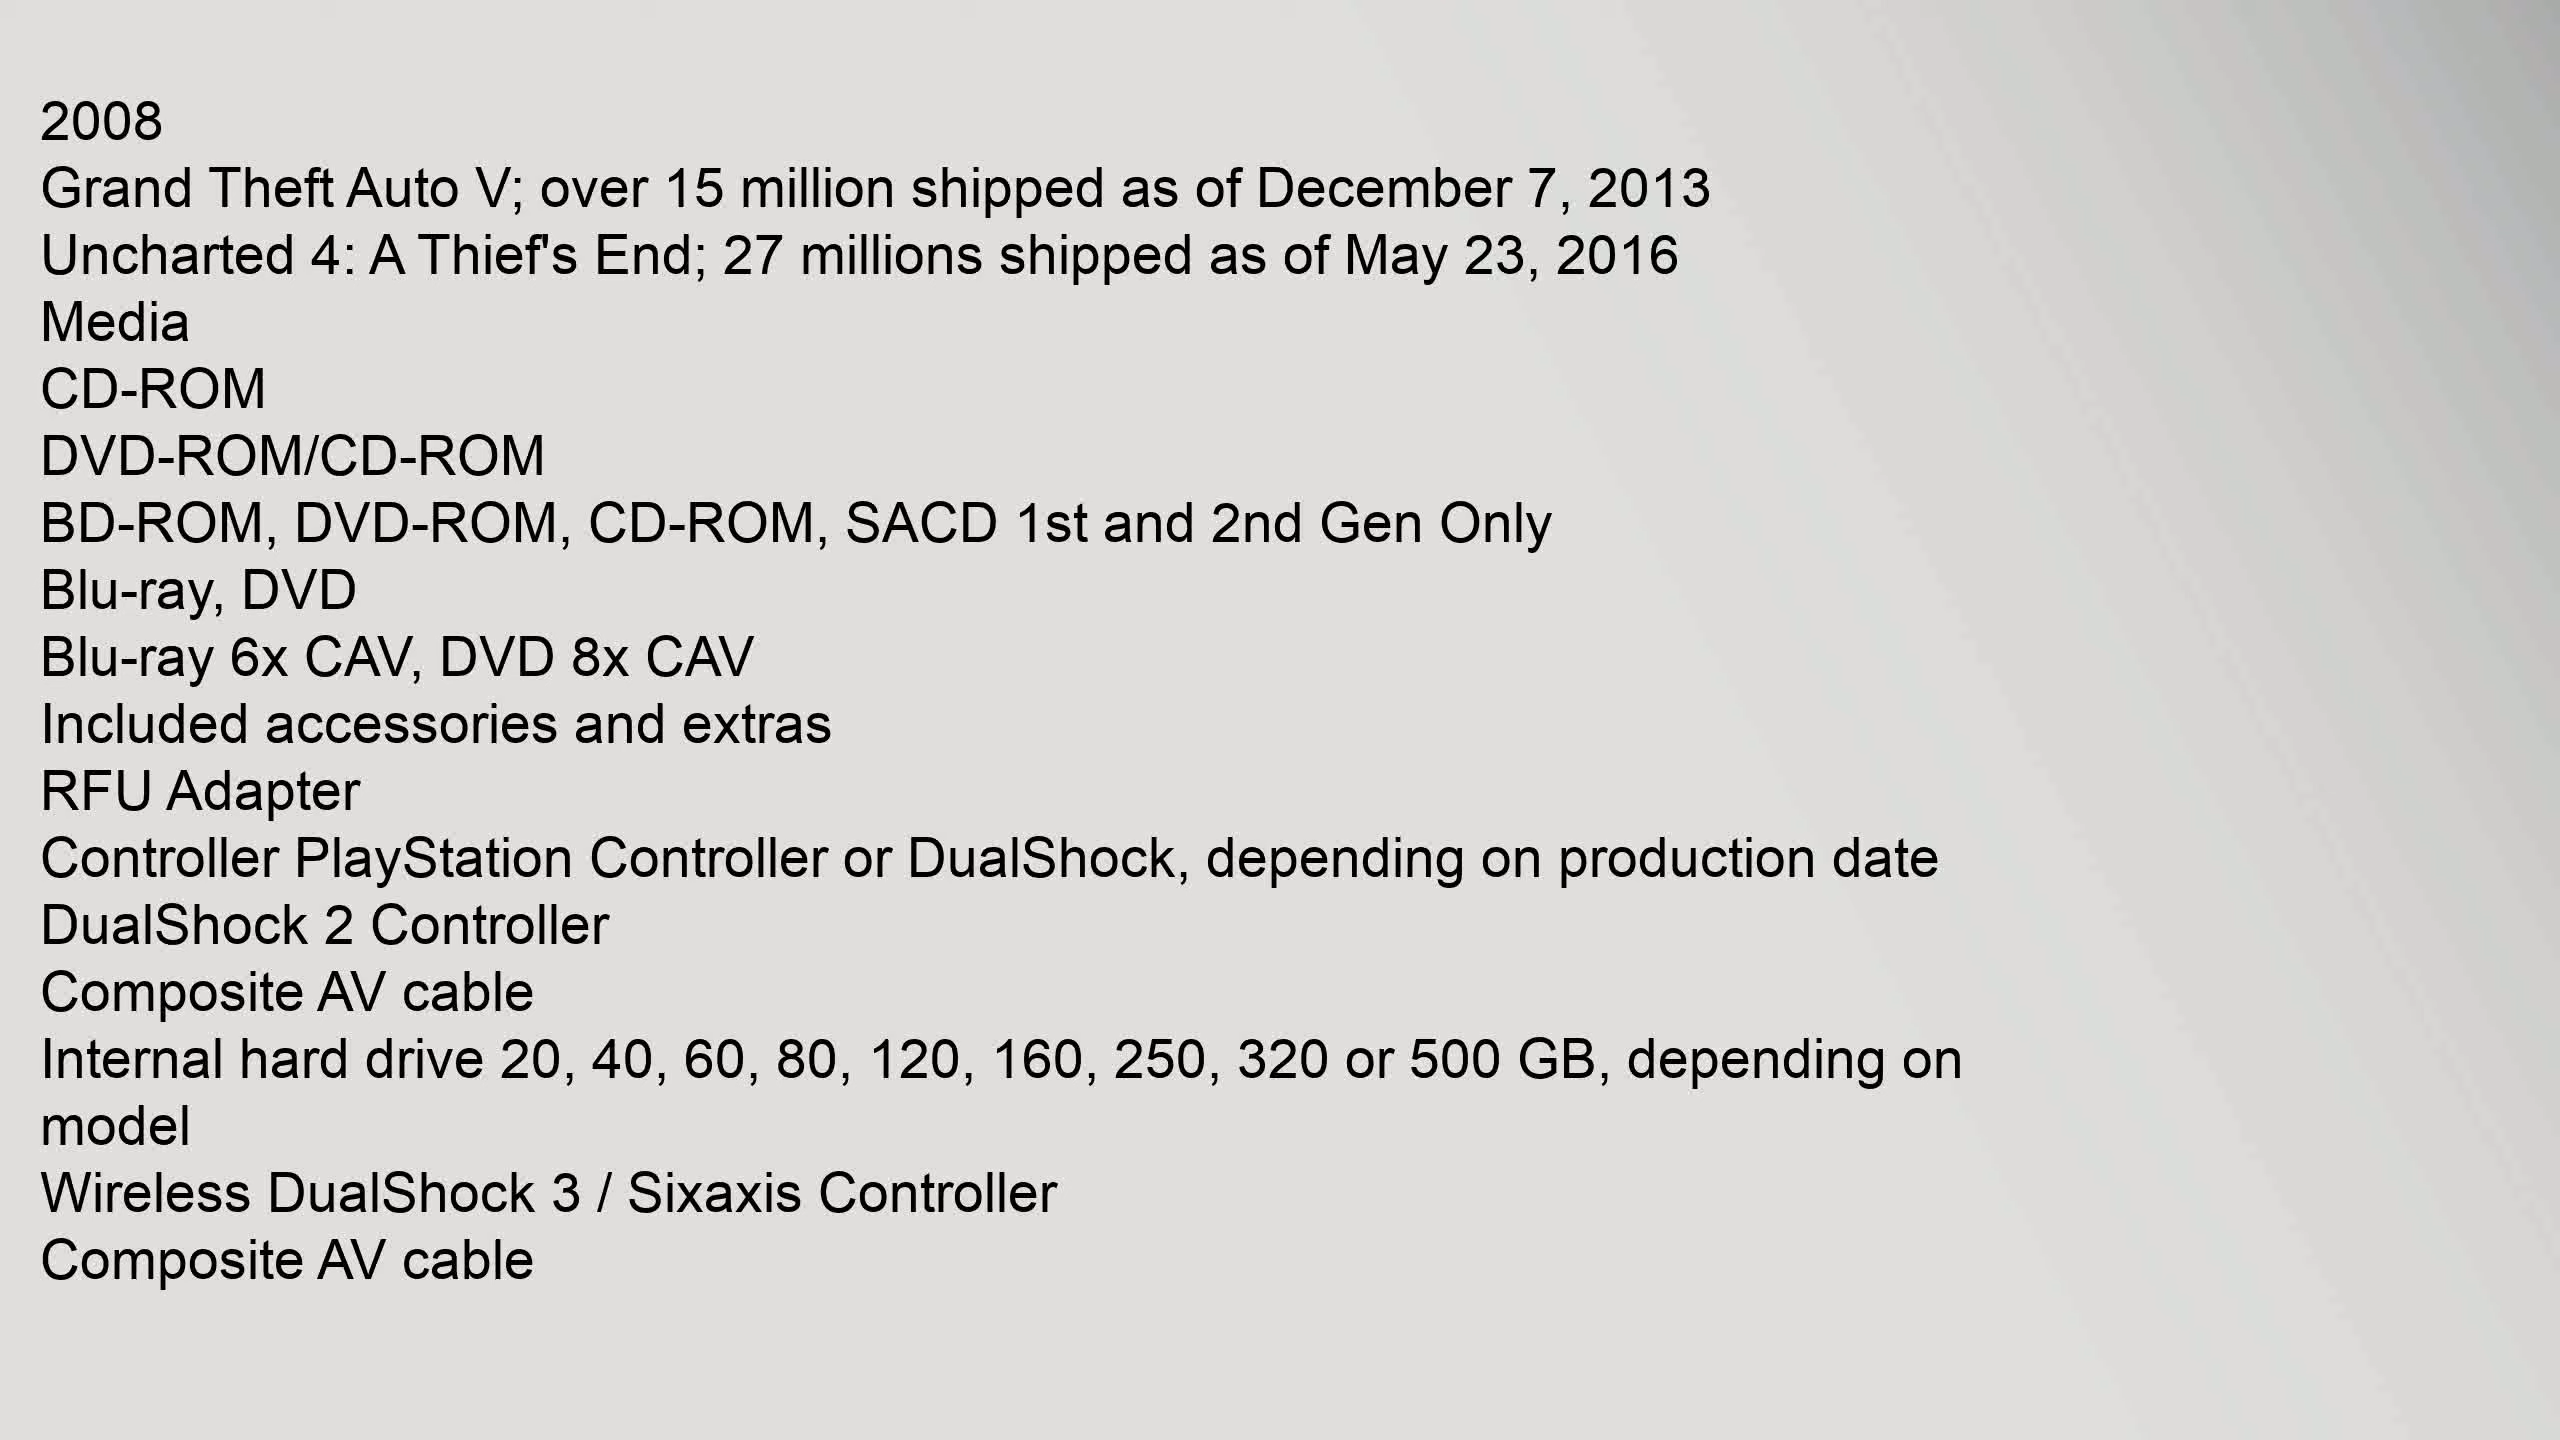 2008
Grand Theft Auto V; over 15 million shipped as of December 7, 2013
Uncharted 4: A Thief's End; 27 millions shipped as of May 23, 2016
Media
CD-ROM
DVD-ROM/CD-ROM
BD-ROM, DVD-ROM, CD-ROM, SACD 1st and 2nd Gen Only
Blu-ray, DVD
Blu-ray 6x CAV, DVD 8x CAV
Included accessories and extras
RFU Adapter
Controller PlayStation Controller or DualShock, depending on production date
DualShock 2 Controller
Composite AV cable
Internal hard drive 20, 40, 60, 80, 120, 160, 250, 320 or 500 GB, depending on
model
Wireless DualShock 3 / Sixaxis Controller
Composite AV cable